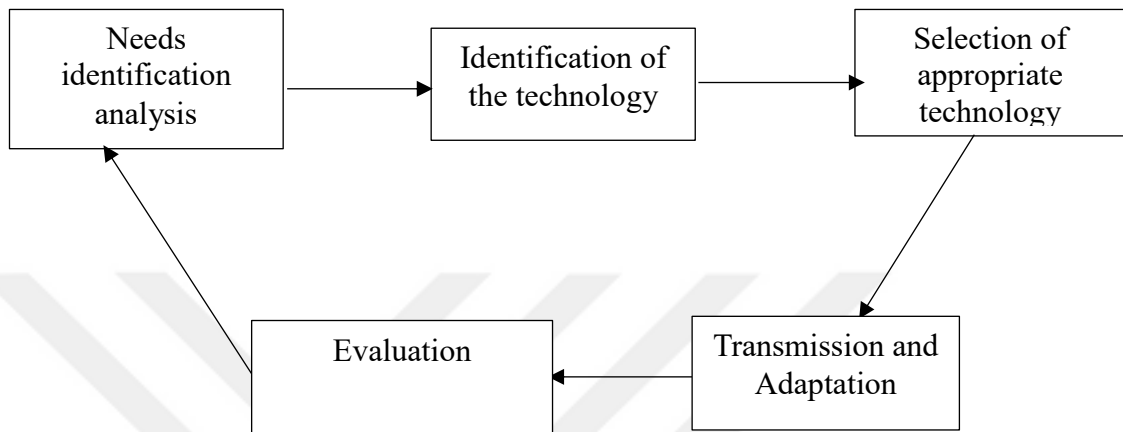 Needs
identification
analysis
Identification of
the technology
Selection of
appropriate
technology
Transmission and
Adaptation
Evaluation